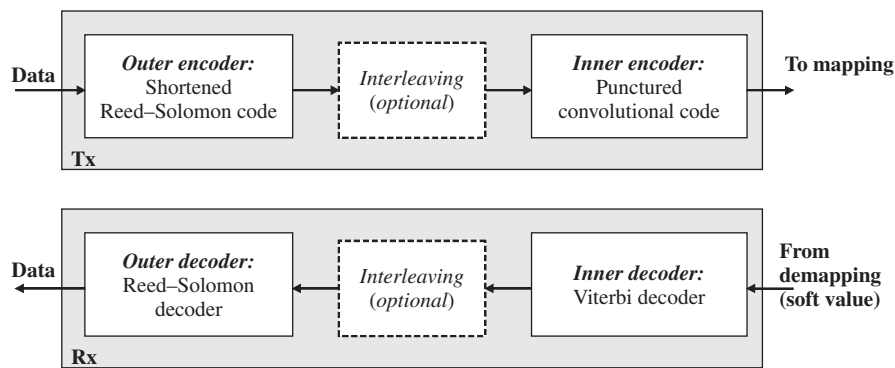 Data
Outer encoder:
Shortened
Reed–Solomon code
Interleaving
(optional)
Inner encoder:
Punctured
convolutional code
To mapping
Tx
Data
Outer decoder:
Reed–Solomon
decoder
Interleaving
(optional)
Inner decoder:
Viterbi decoder
From
demapping
(soft value)
Rx